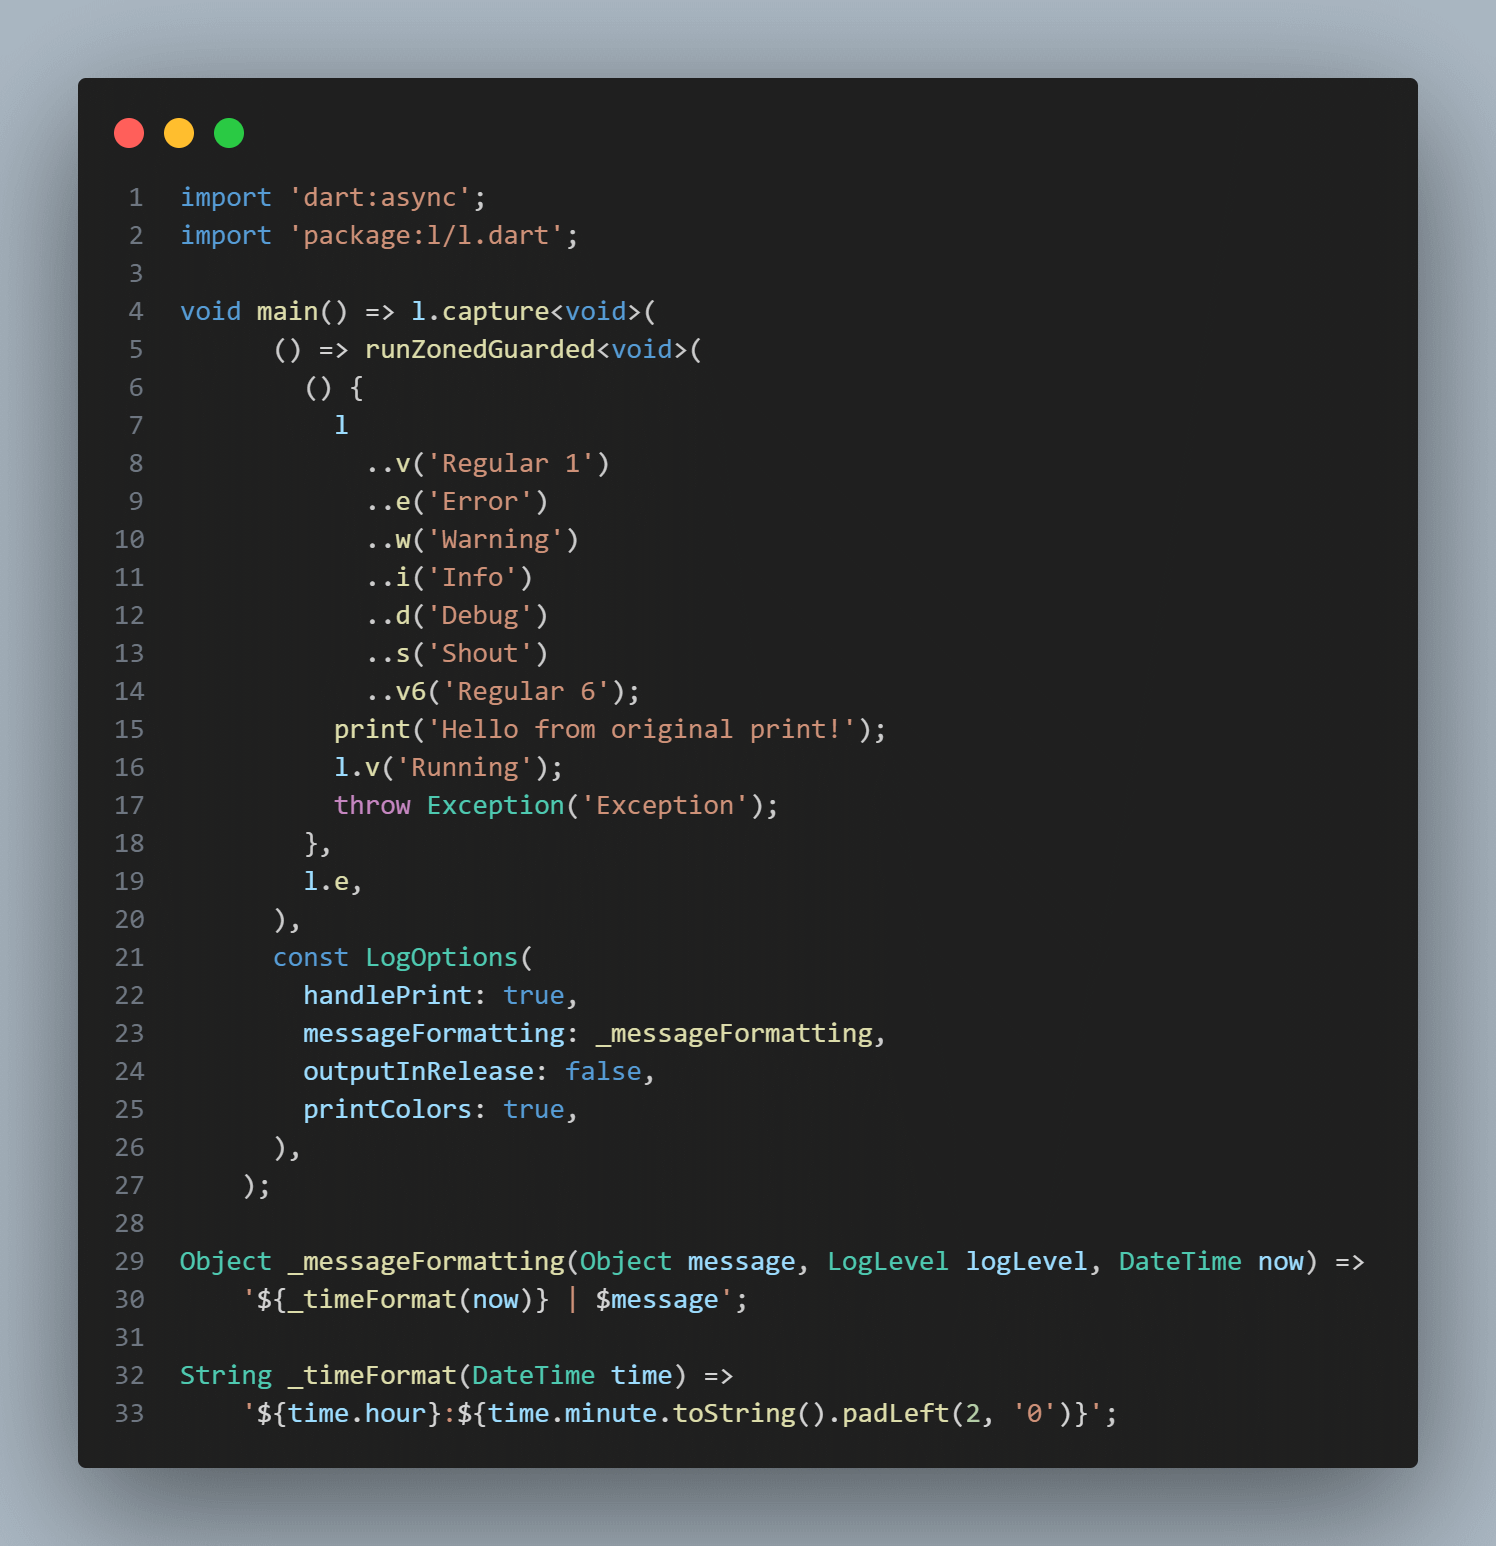 1 import 'dart:async';
2 import 'package:l/l.dart';
3
4 void main() => l.capture<void>(
5       () => runZonedGuarded<void>(
6         () {
7           l
8             ..v('Regular 1')
9             ..e('Error')
10             ..w('Warning')
11             ..i('Info')
12             ..d('Debug')
13             ..s('Shout')
14             ..v6('Regular 6');
15           print('Hello from original print!');
16           l.v('Running');
17           throw Exception('Exception');
18         },
19         l.e,
20       ),
21       const LogOptions(
22         handlePrint: true,
23         messageFormatting: _messageFormatting,
24         outputInRelease: false,
25         printColors: true,
26       ),
27     );
28
29 Object _messageFormatting(Object message, LogLevel logLevel, DateTime now) =>
30     '${_timeFormat(now)} | $message';
31
32 String _timeFormat(DateTime time) =>
33     '${time.hour}:${time.minute.toString().padLeft(2, '0')}';